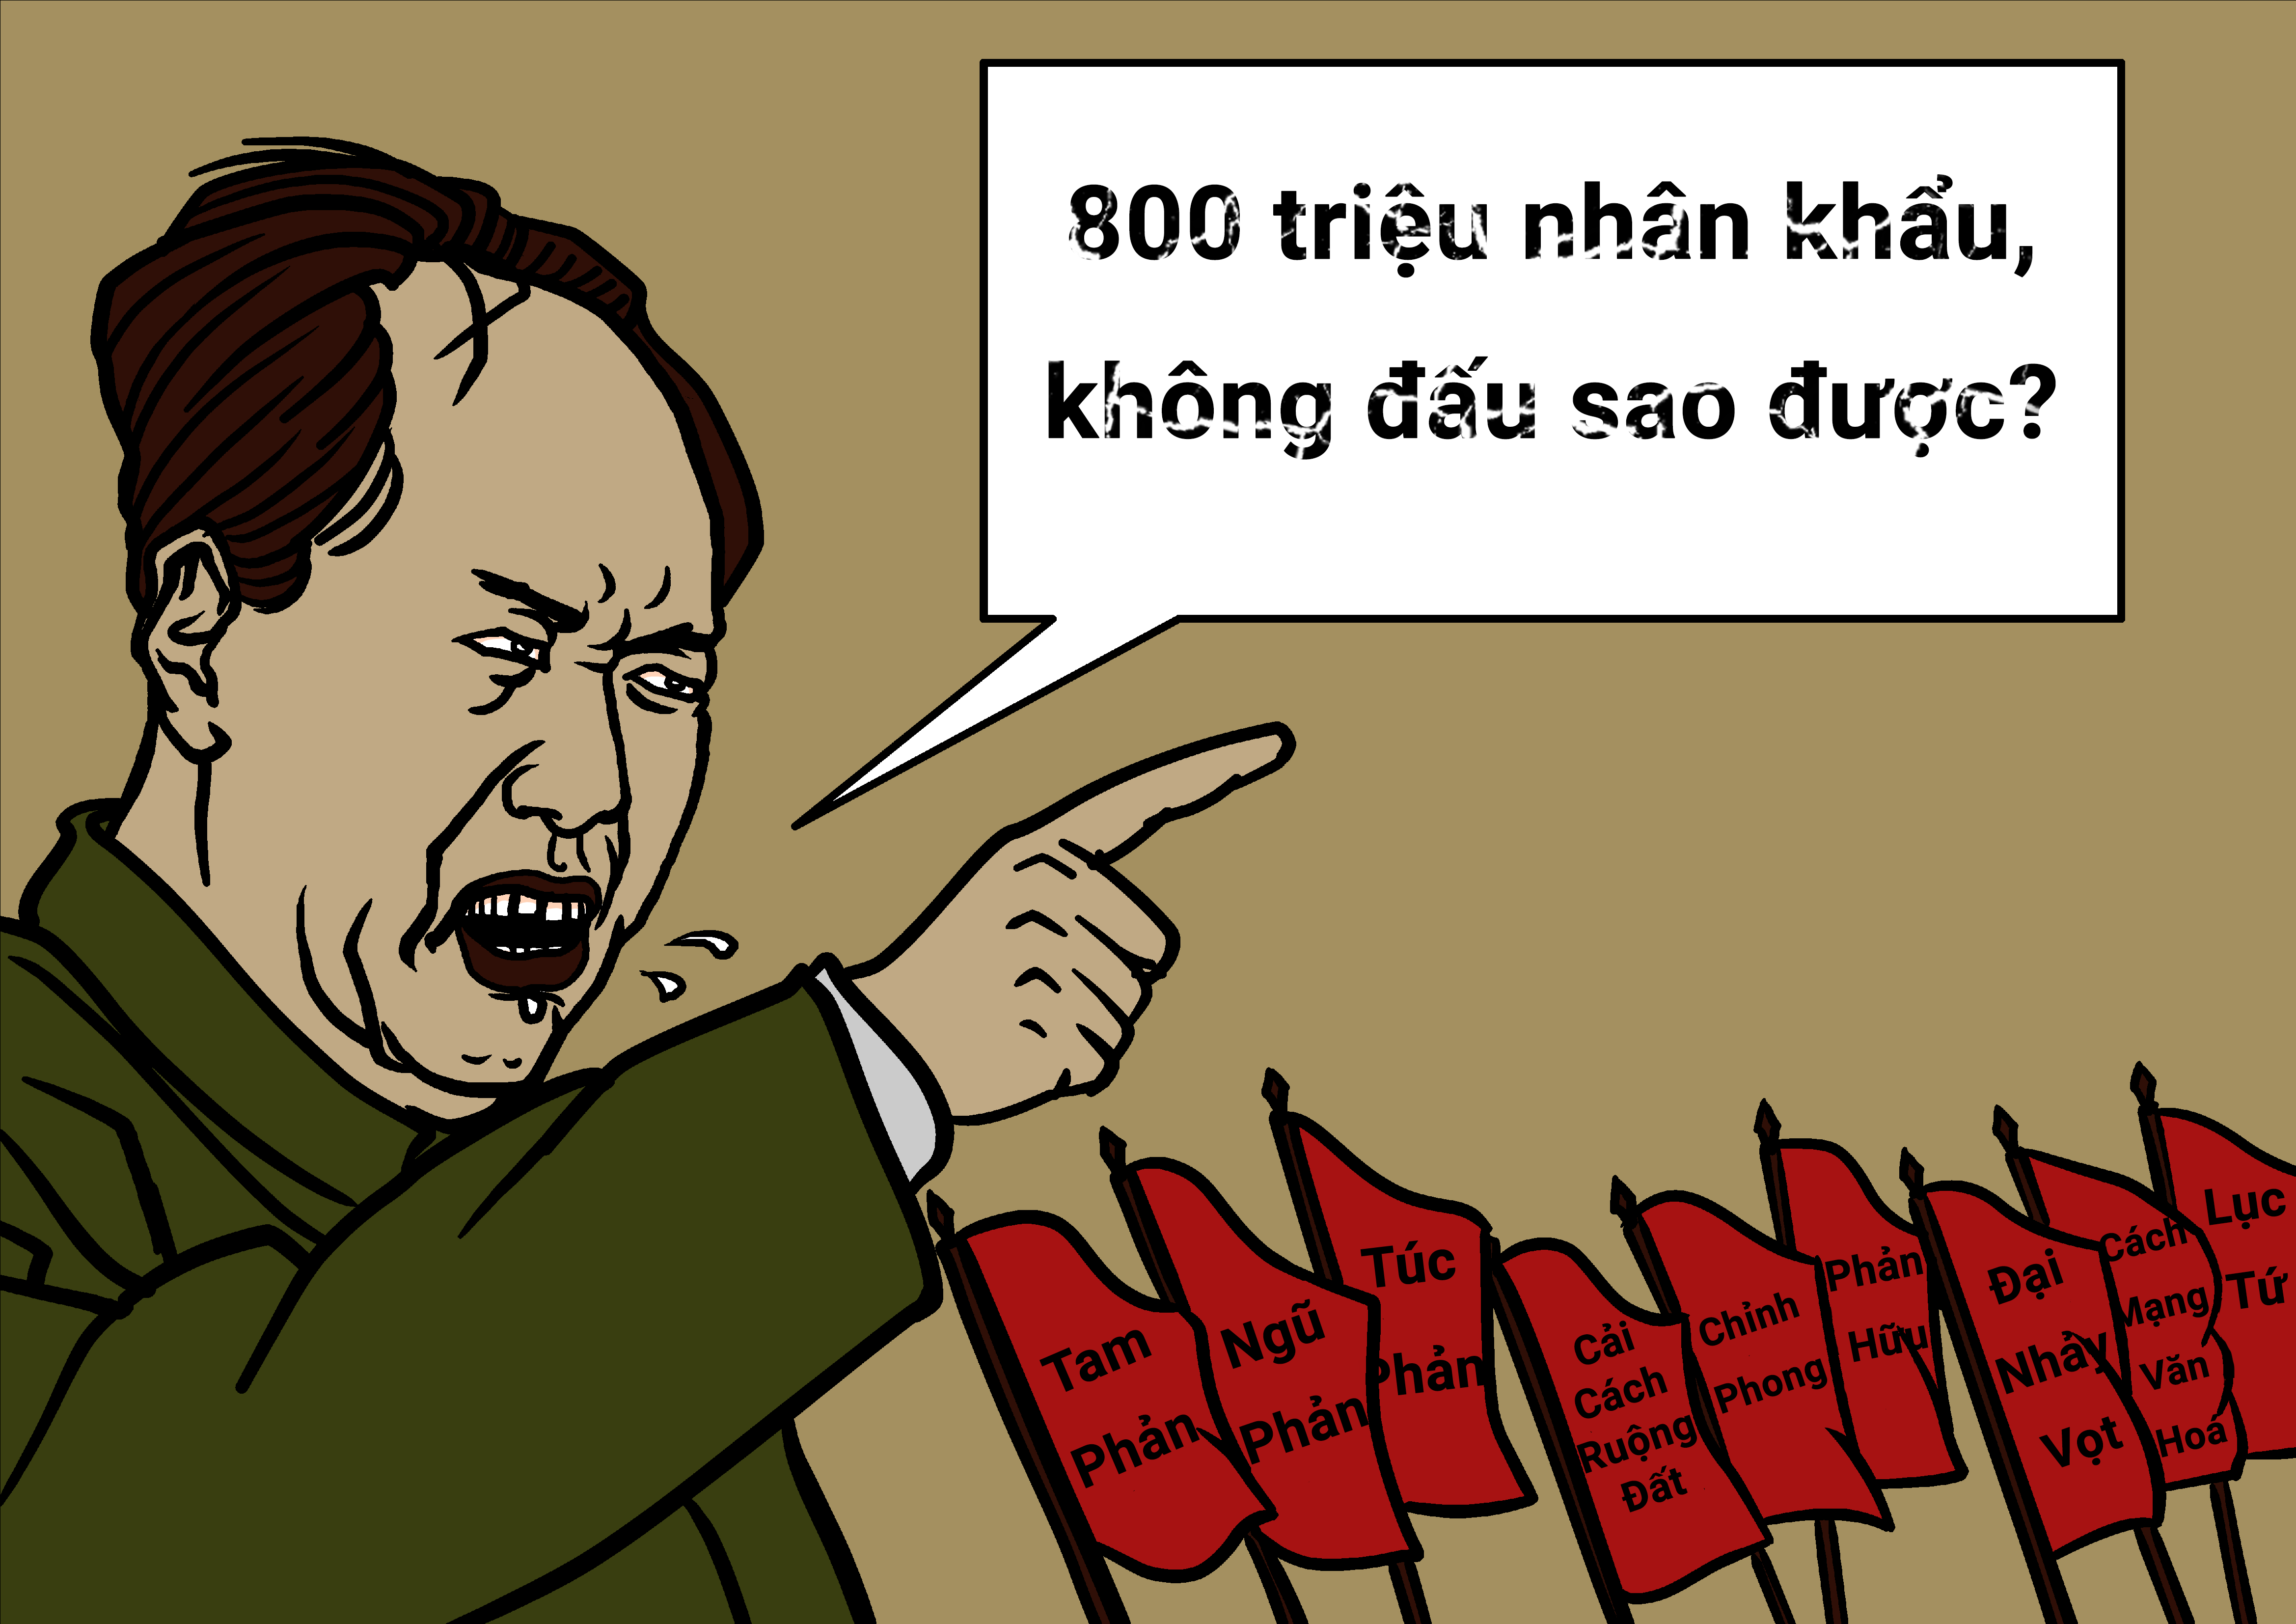 800 triệu nhân khẩu,
không đấu sao được?
Tam
Phản
Ngũ
Phản
Túc
Phản
Cải
Cách
Ruộng
Đất
Chỉnh
Phong
Phản
Hữu
Đại
Nhảy
Vọt
Cách
Mạng
Văn
Hoá
Lục
Tứ